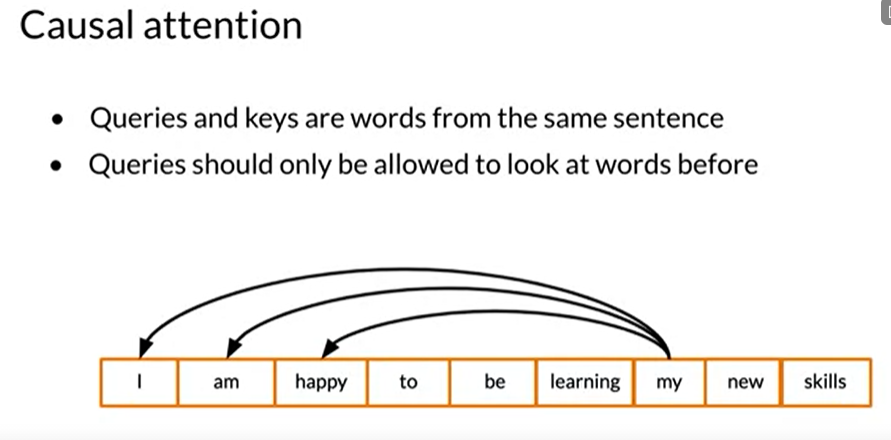 Causal attention
• Queries and keys are words from the same sentence
• Queries should only be allowed to look at words before
I am happy to be learning my new skills